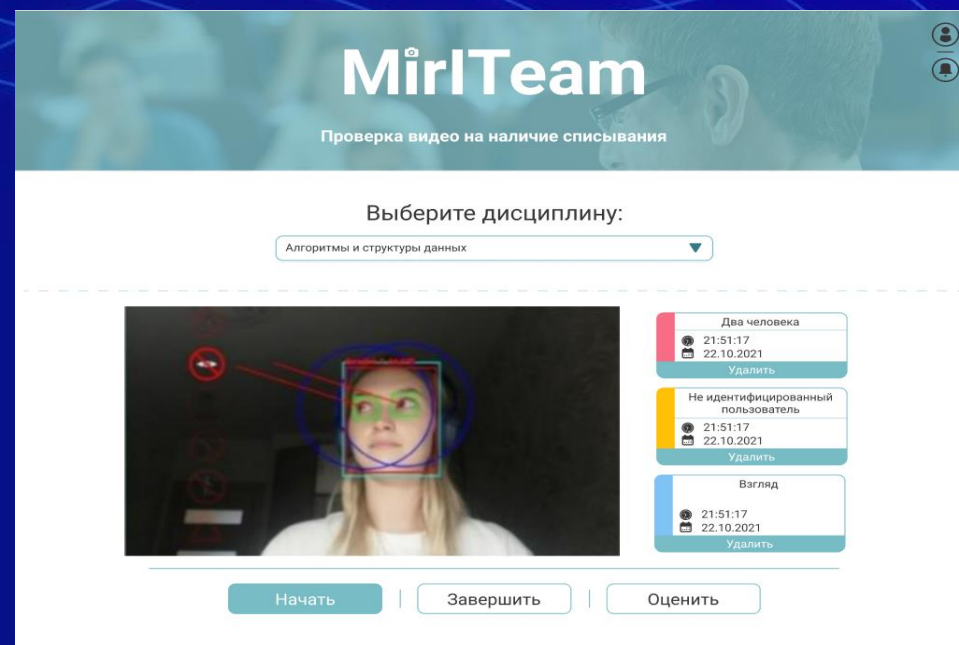 MirITeam
Проверка видео на наличие списывания
Выберите дисциплину:
Алгоритмы и структуры данных
Два человека
21:51:17
22.10.2021
Удалить
Не идентифицированный
пользователь
21:51:17
22.10.2021
Удалить
Взгляд
21:51:17
22.10.2021
Удалить
Начать
Завершить
Оценить